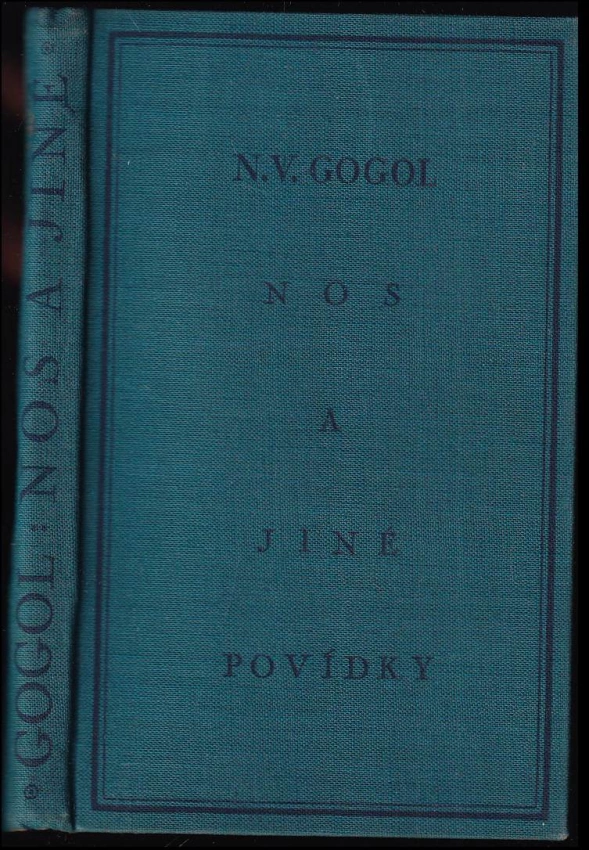 GOGOL: NOS A JINÉ
N.V. GOGOL
NOS
A
JINÉ
POVÍDKY